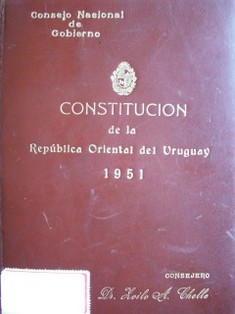 Consejo Nacional
de
Gobierno
CONSTITUCION
de la
República Oriental del Uruguay
1951
CONSEJERO
Dr. Zoilo A. Chelle